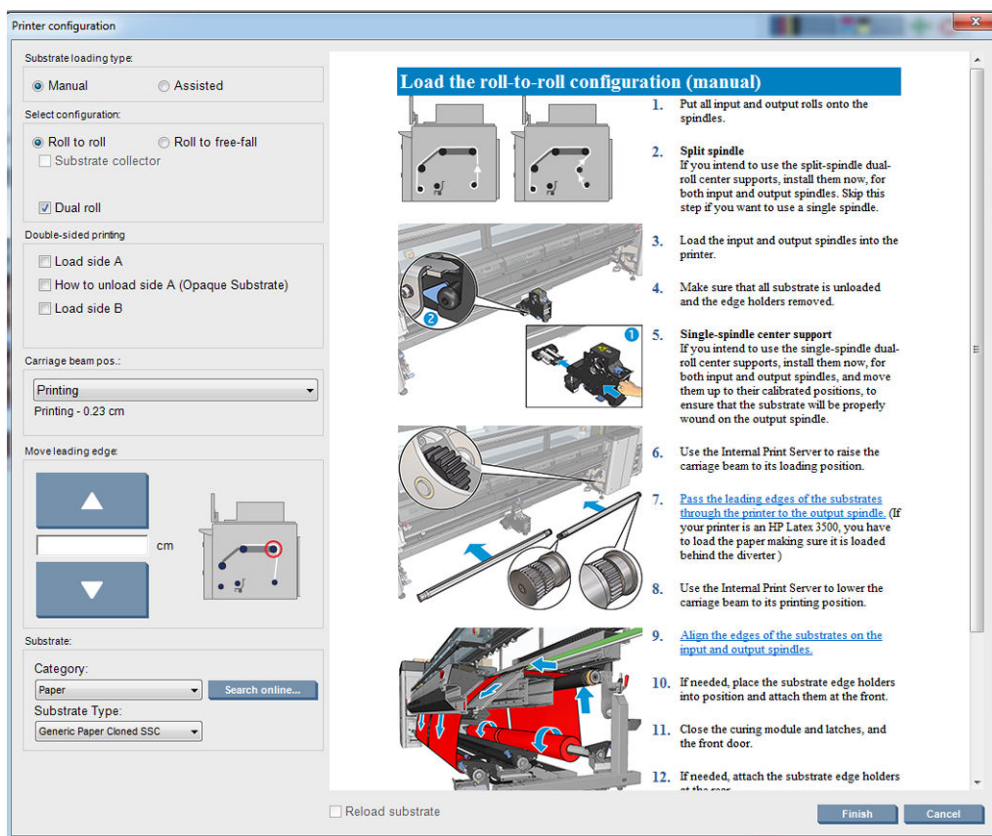 Printer configuration
Substrate loading type:
Manual
Assisted
Select configuration:
Roll to roll
Roll to free-fall
Substrate collector
Dual roll
Double-sided printing
Load side A
How to unload side A (Opaque Substrate)
Load side B
Carriage beam pos.:
Printing
Printing - 0.23 cm
Move leading edge:
cm
Substrate:
Category:
Paper
Search online...
Substrate Type:
Generic Paper Cloned SSC
Load the roll-to-roll configuration (manual)
1. Put all input and output rolls onto the
spindles.
2. Split spindle
If you intend to use the split-spindle dual-
roll center supports, install them now, for
both input and output spindles. Skip this
step if you want to use a single spindle.
3. Load the input and output spindles into the
printer.
4. Make sure that all substrate is unloaded
and the edge holders removed.
2
1
5. Single-spindle center support
If you intend to use the single-spindle dual-
roll center supports, install them now, for
both input and output spindles, and move
them up to their calibrated positions, to
ensure that the substrate will be properly
wound on the output spindle.
6. Use the Internal Print Server to raise the
carriage beam to its loading position.
7. Pass the leading edges of the substrates
through the printer to the output spindle. (If
your printer is an HP Latex 3500, you have
to load the paper making sure it is loaded
behind the diverter )
8. Use the Internal Print Server to lower the
carriage beam to its printing position.
9. Align the edges of the substrates on the
input and output spindles.
10. If needed, place the substrate edge holders
into position and attach them at the front.
11. Close the curing module and latches, and
the front door.
12. If needed, attach the substrate edge holders
at the rear.
Reload substrate
Finish
Cancel